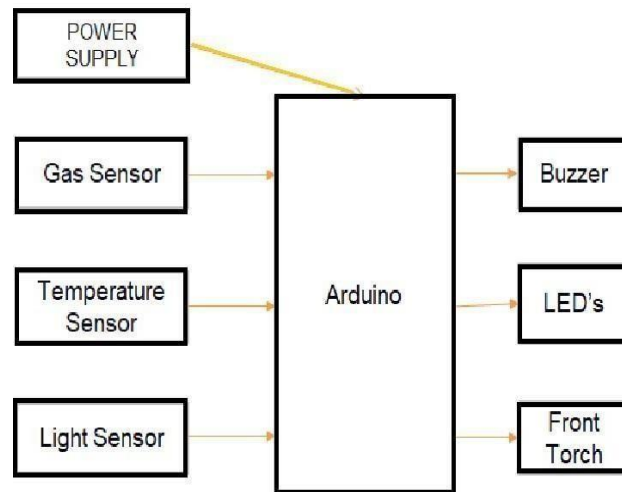 POWER
SUPPLY
Gas Sensor
Temperature
Sensor
Light Sensor
Arduino
Buzzer
LED's
Front
Torch